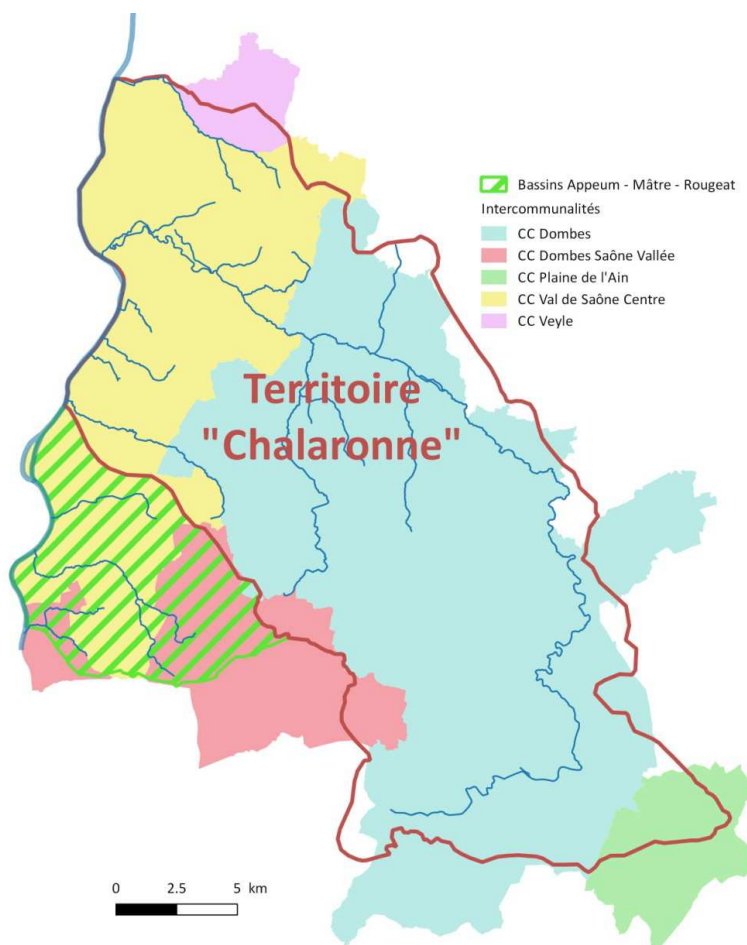 Bassins Appeum - Mâtre - Rougeat
Intercommunalités
CC Dombes
CC Dombes Saône Vallée
CC Plaine de l'Ain
CC Val de Saône Centre
CC Veyle
Territoire
"Chalaronne"
0 2.5 5 km